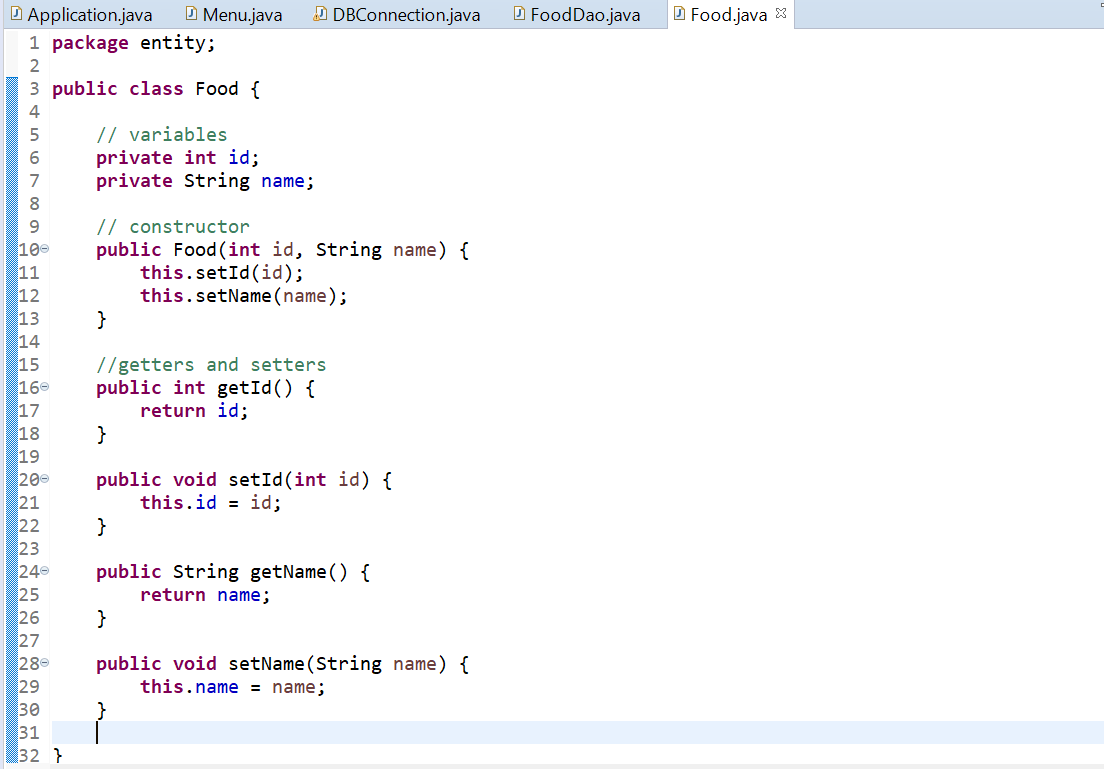 Application.java Menu.java DBConnection.java FoodDao.java Food.java
1 package entity;
2
3 public class Food {
4
5     // variables
6     private int id;
7     private String name;
8
9     // constructor
10     public Food(int id, String name) {
11         this.setId(id);
12         this.setName(name);
13     }
14
15     //getters and setters
16     public int getId() {
17         return id;
18     }
19
20     public void setId(int id) {
21         this.id = id;
22     }
23
24     public String getName() {
25         return name;
26     }
27
28     public void setName(String name) {
29         this.name = name;
30     }
31
32 }